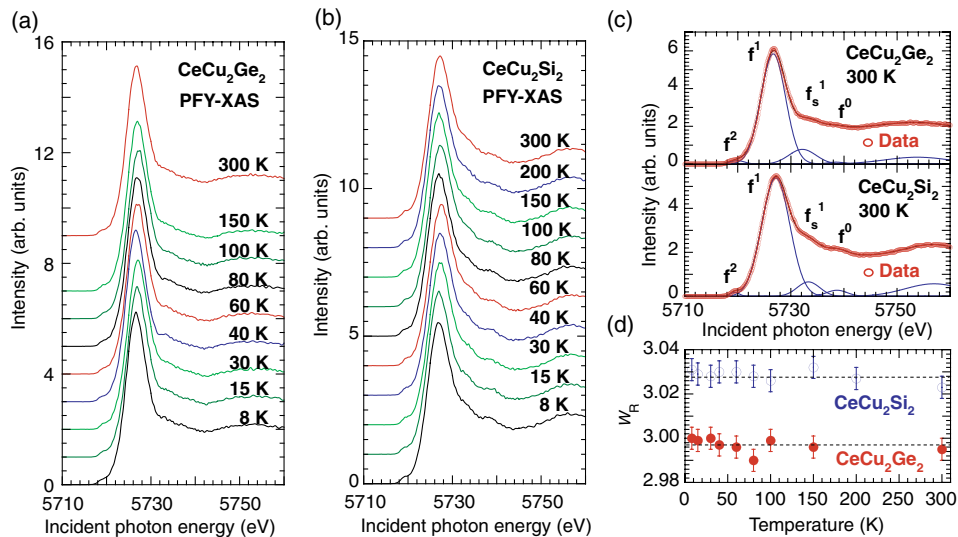 (a)
Intensity (arb. units)
16
12
8
4
0
CeCu2Ge2
PFY-XAS
300 K
150 K
100 K
80 K
60 K
40 K
30 K
15 K
8 K
5710
5730
5750
Incident photon energy (eV)
(b)
Intensity (arb. units)
15
10
5
0
CeCu2Si2
PFY-XAS
300 K
200 K
150 K
100 K
80 K
60 K
40 K
30 K
15 K
8 K
5710
5730
5750
Incident photon energy (eV)
(c)
Intensity (arb. units)
6
4
2
0
f1
CeCu2Ge2
300 K
fs1
f0
f2
Data
6
4
2
0
f1
CeCu2Si2
300 K
fs1
f0
f2
Data
5710
5730
5750
Incident photon energy (eV)
(d)
WR
3.04
3.02
3.00
2.98
CeCu2Si2
CeCu2Ge2
0
50
100
150
200
250
300
Temperature (K)